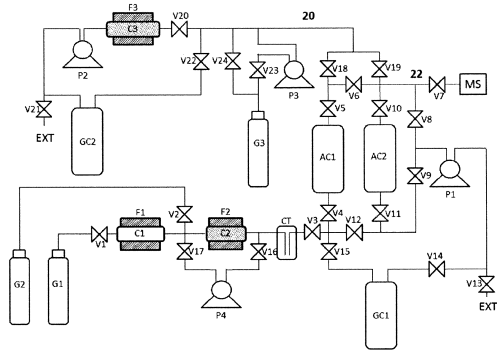 F3
C3
V20
20
P2
V22
V24
V23
P3
V18
V19
22
V6
V7
MS
V21
EXT
GC2
G3
V5
V10
V8
AC1
AC2
V9
P1
F1
F2
V2
C1
C2
CT
V3
V4
V12
V11
V1
V17
V16
V15
V14
G2
G1
P4
GC1
V13
EXT